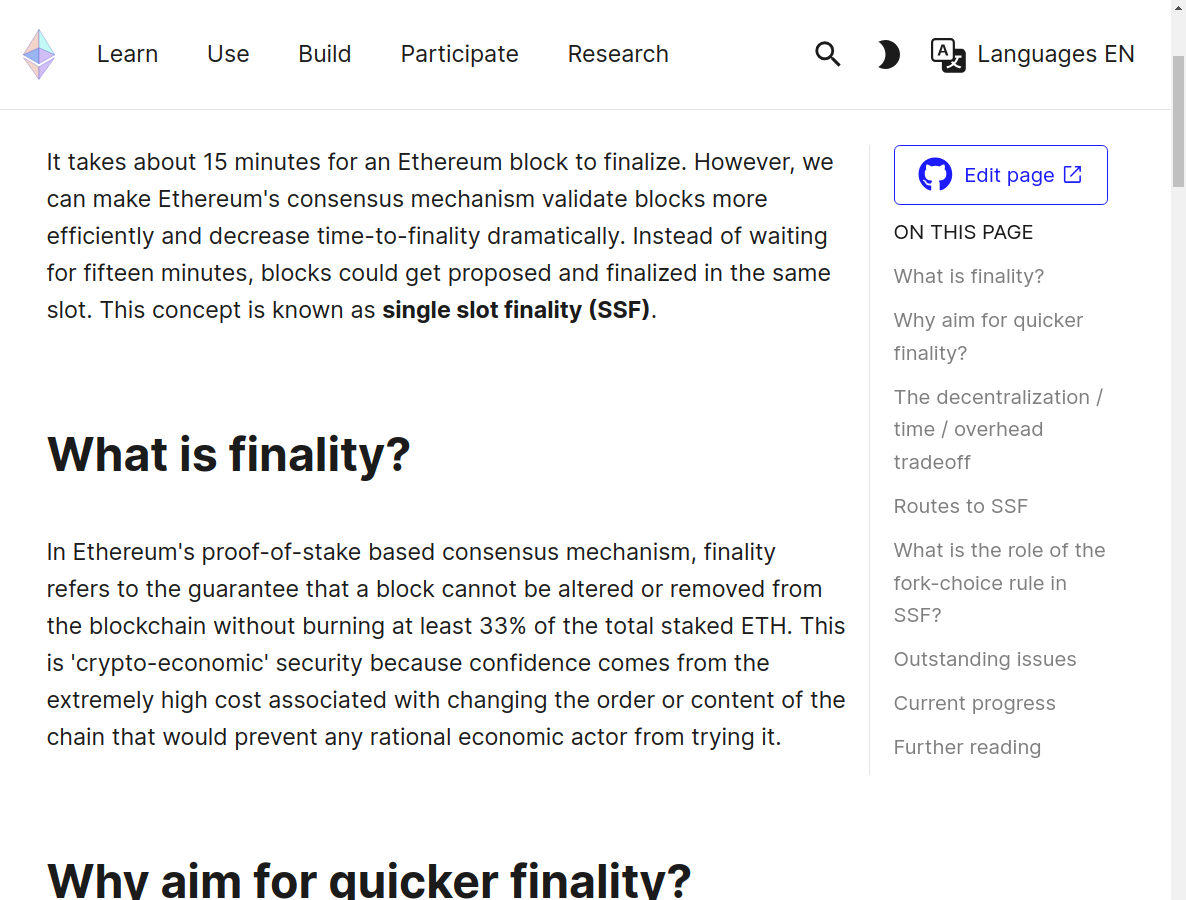 Learn Use Build Participate Research Languages EN
It takes about 15 minutes for an Ethereum block to finalize. However, we
can make Ethereum's consensus mechanism validate blocks more
efficiently and decrease time-to-finality dramatically. Instead of waiting
for fifteen minutes, blocks could get proposed and finalized in the same
slot. This concept is known as single slot finality (SSF).
What is finality?
In Ethereum's proof-of-stake based consensus mechanism, finality
refers to the guarantee that a block cannot be altered or removed from
the blockchain without burning at least 33% of the total staked ETH. This
is 'crypto-economic' security because confidence comes from the
extremely high cost associated with changing the order or content of the
chain that would prevent any rational economic actor from trying it.
Why aim for quicker finality?
Edit page
ON THIS PAGE
What is finality?
Why aim for quicker
finality?
The decentralization /
time / overhead
tradeoff
Routes to SSF
What is the role of the
fork-choice rule in
SSF?
Outstanding issues
Current progress
Further reading